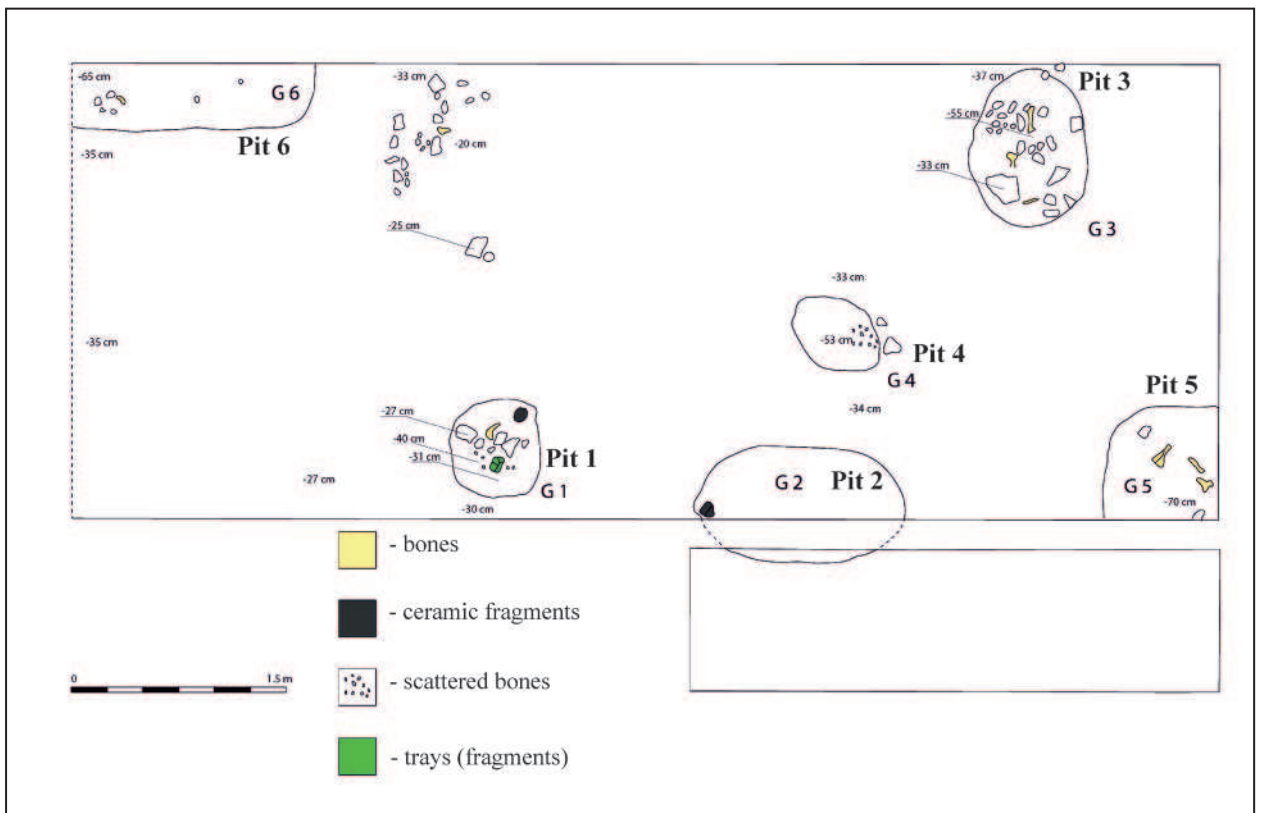 -65 cm
G 6
Pit 6
-35 cm
-33 cm
-20 cm
-25 cm
-37 cm
Pit 3
-55 cm
-33 cm
G 3
-33 cm
-53 cm
Pit 4
G 4
-34 cm
-35 cm
Pit 5
G 5
-70 cm
-27 cm
-40 cm
-31 cm
Pit 1
G 1
-30 cm
-27 cm
G 2
Pit 2
- bones
- ceramic fragments
- scattered bones
- trays (fragments)
0
1.5 m